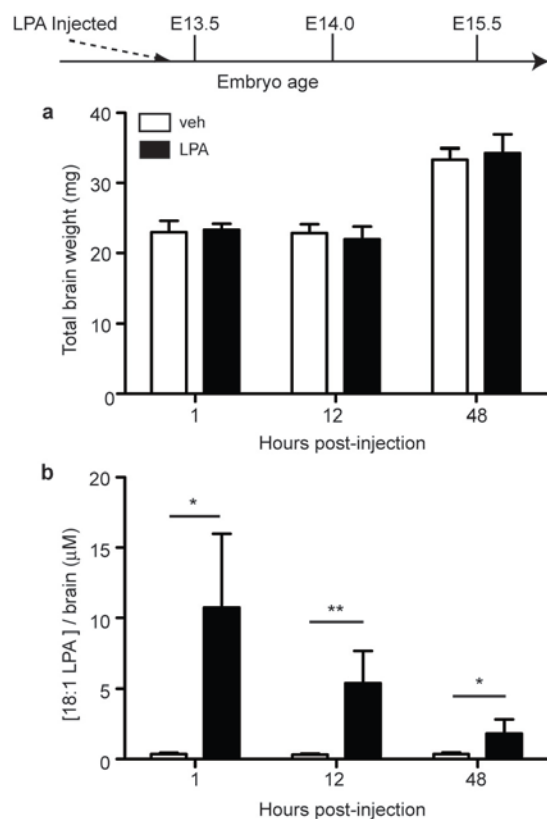 LPA Injected E13.5 E14.0 E15.5
Embryo age
a
veh
LPA
Total brain weight (mg)
40
30
20
10
0
1 12 48
Hours post-injection
b
[18:1 LPA ] / brain (µM)
20
15
10
5
0
* ** *
1 12 48
Hours post-injection